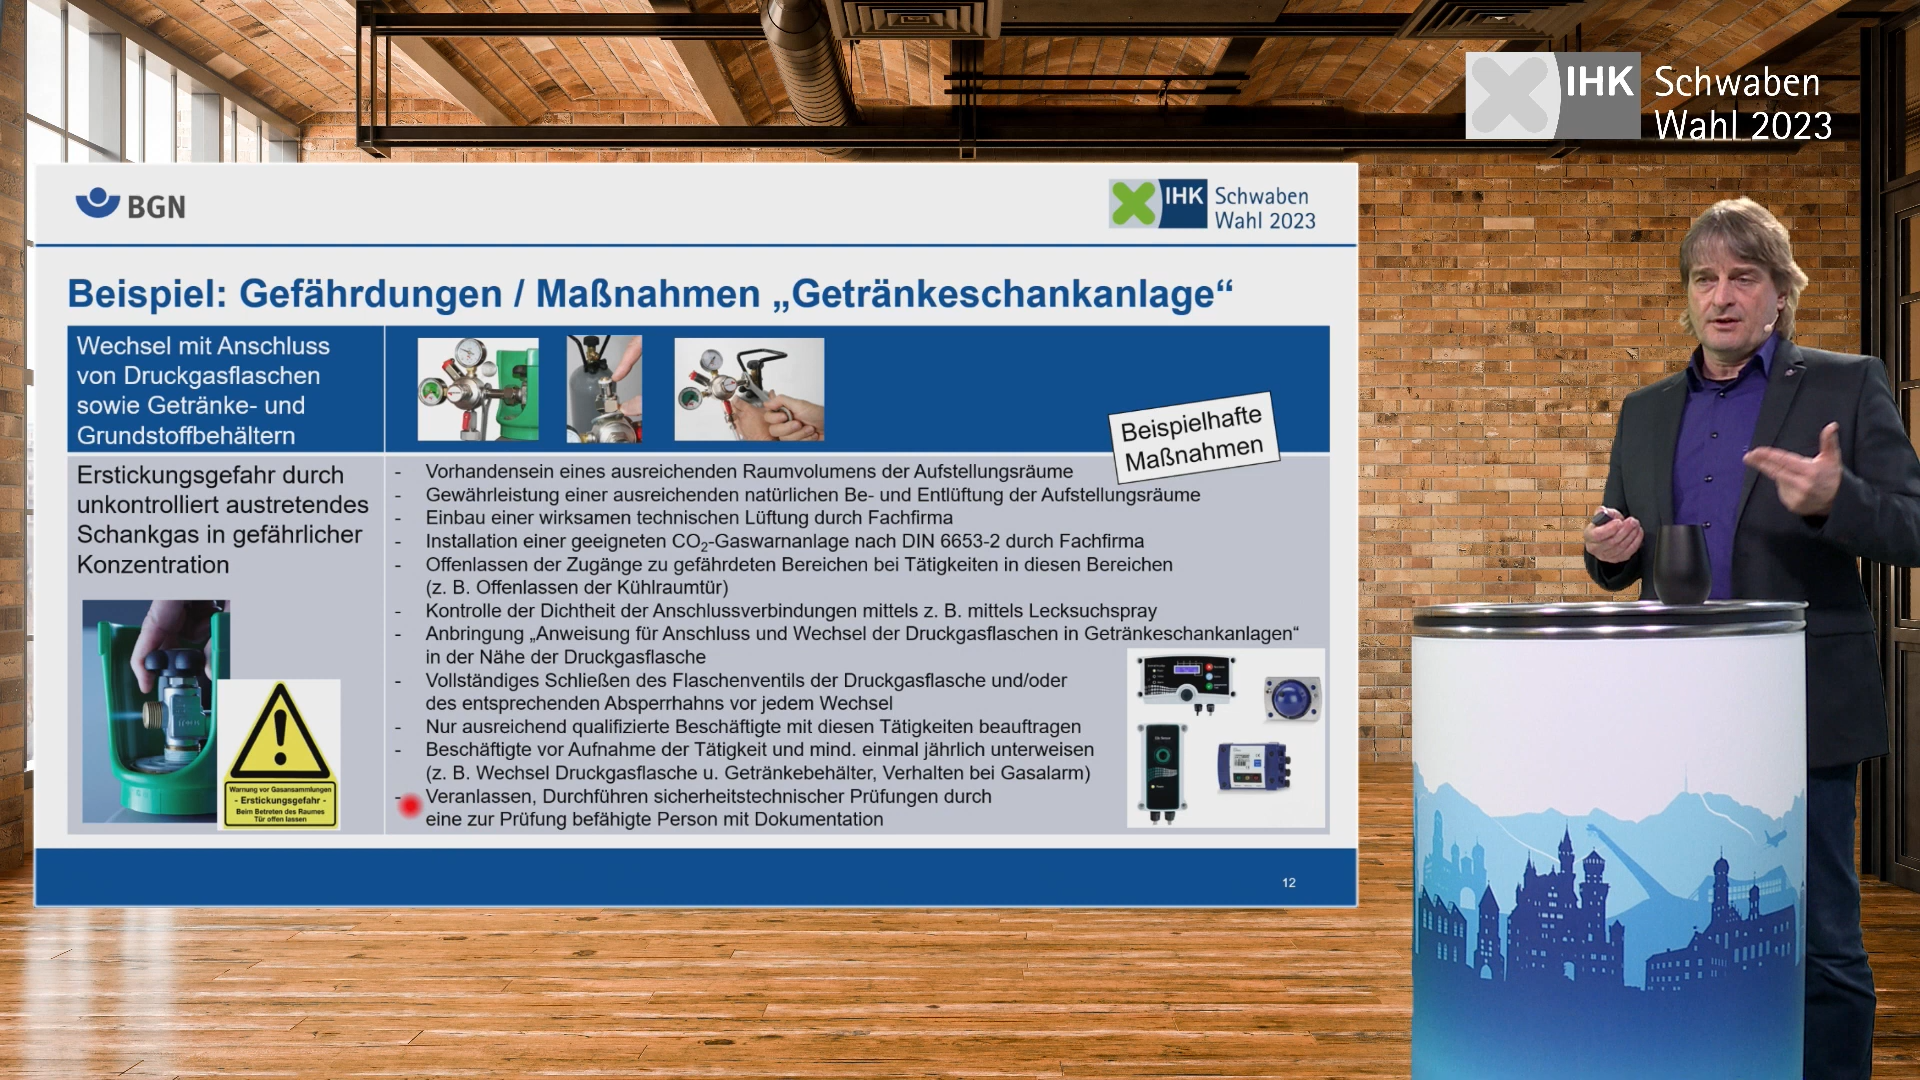 IHK Schwaben
Wahl 2023
BGN
IHK Schwaben
Wahl 2023
Beispiel: Gefährdungen / Maßnahmen „Getränkeschankanlage“
Wechsel mit Anschluss
von Druckgasflaschen
sowie Getränke- und
Grundstoffbehältern
Beispielhafte
Maßnahmen
Erstickungsgefahr durch
unkontrolliert austretendes
Schankgas in gefährlicher
Konzentration
Warnung vor Gasansammlungen
- Erstickungsgefahr -
Beim Betreten des Raumes
Tür offen lassen
- Vorhandensein eines ausreichenden Raumvolumens der Aufstellungsräume
- Gewährleistung einer ausreichenden natürlichen Be- und Entlüftung der Aufstellungsräume
- Einbau einer wirksamen technischen Lüftung durch Fachfirma
- Installation einer geeigneten CO₂-Gaswarnanlage nach DIN 6653-2 durch Fachfirma
- Offenlassen der Zugänge zu gefährdeten Bereichen bei Tätigkeiten in diesen Bereichen
(z. B. Offenlassen der Kühlraumtür)
- Kontrolle der Dichtheit der Anschlussverbindungen mittels z. B. mittels Lecksuchspray
- Anbringung „Anweisung für Anschluss und Wechsel der Druckgasflaschen in Getränkeschankanlagen“
in der Nähe der Druckgasflasche
- Vollständiges Schließen des Flaschenventils der Druckgasflasche und/oder
des entsprechenden Absperrhahns vor jedem Wechsel
- Nur ausreichend qualifizierte Beschäftigte mit diesen Tätigkeiten beauftragen
- Beschäftigte vor Aufnahme der Tätigkeit und mind. einmal jährlich unterweisen
(z. B. Wechsel Druckgasflasche u. Getränkebehälter, Verhalten bei Gasalarm)
- Veranlassen, Durchführen sicherheitstechnischer Prüfungen durch
eine zur Prüfung befähigte Person mit Dokumentation
12